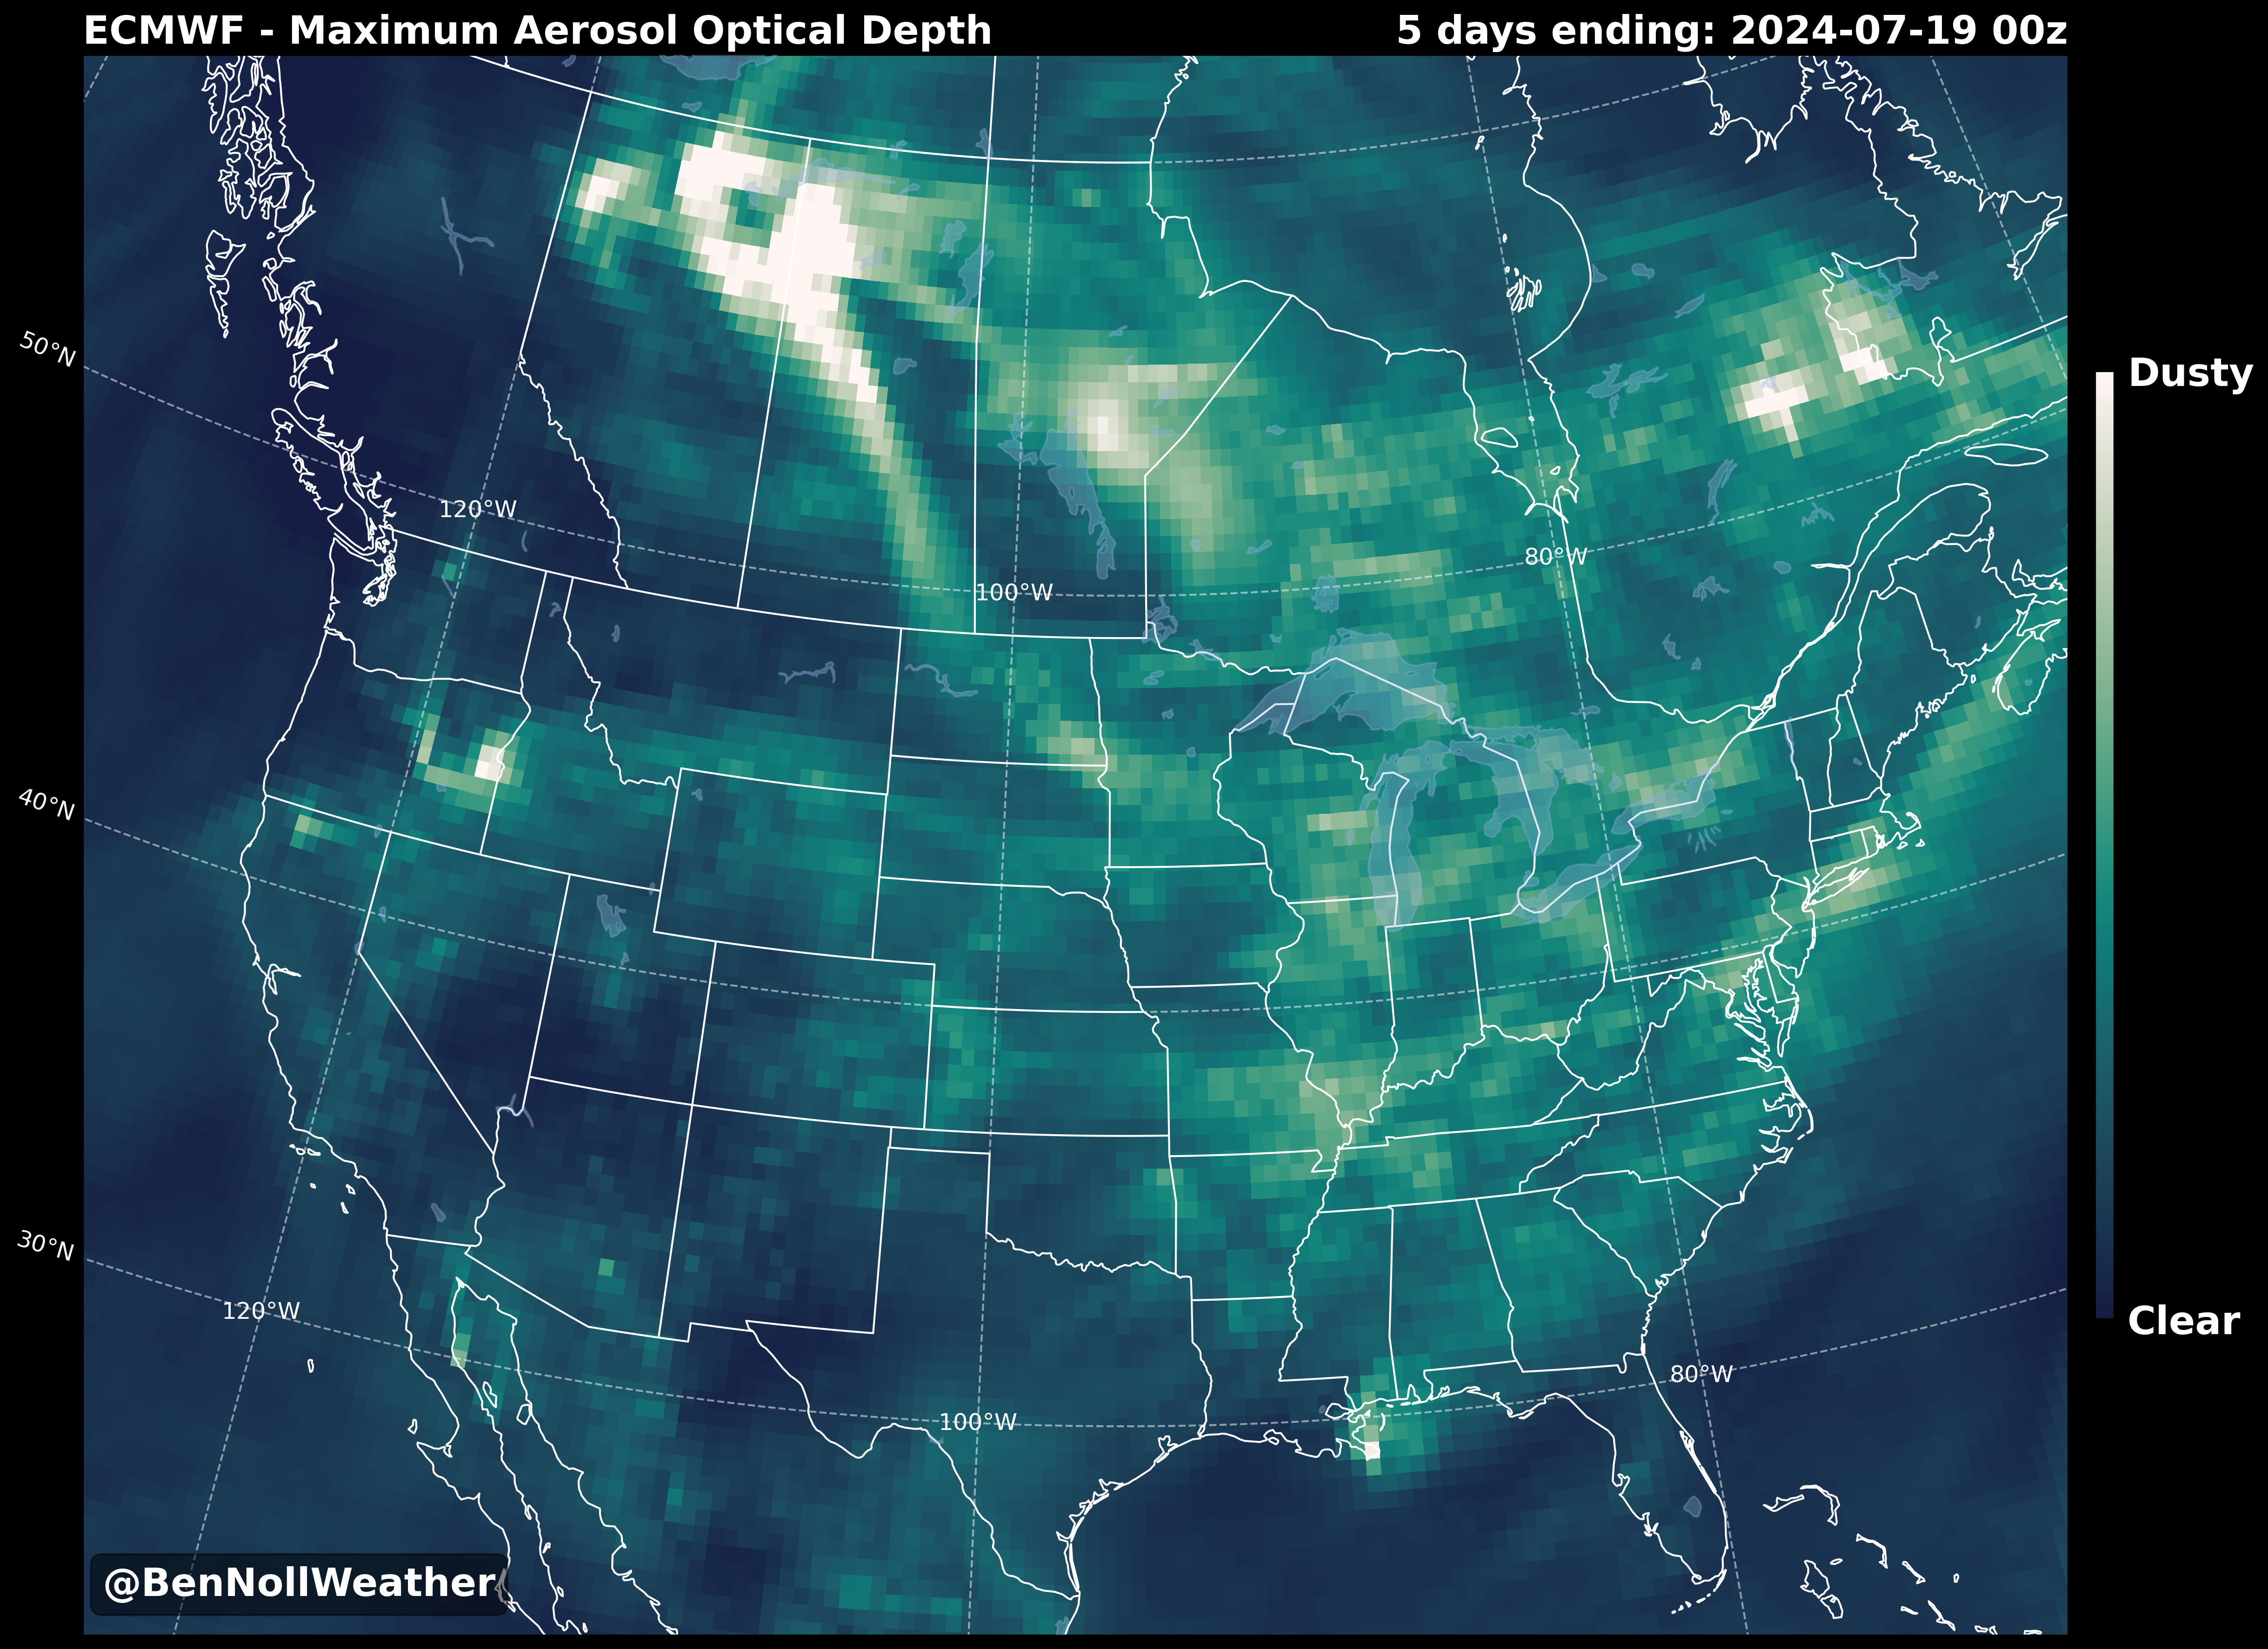 ECMWF - Maximum Aerosol Optical Depth
5 days ending: 2024-07-19 00z
50°N
Dusty
120°W
80°W
100°W
40°N
30°N
120°W
Clear
80°W
100°W
@BenNollWeather